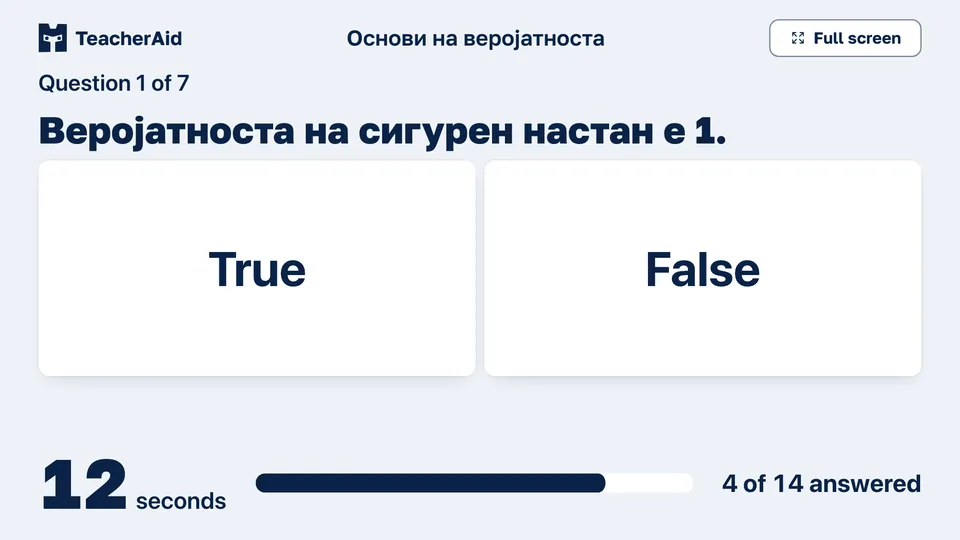 TeacherAid
Основи на веројатноста
Full screen
Question 1 of 7
Веројатноста на сигурен настан е 1.
True
False
12 seconds
4 of 14 answered